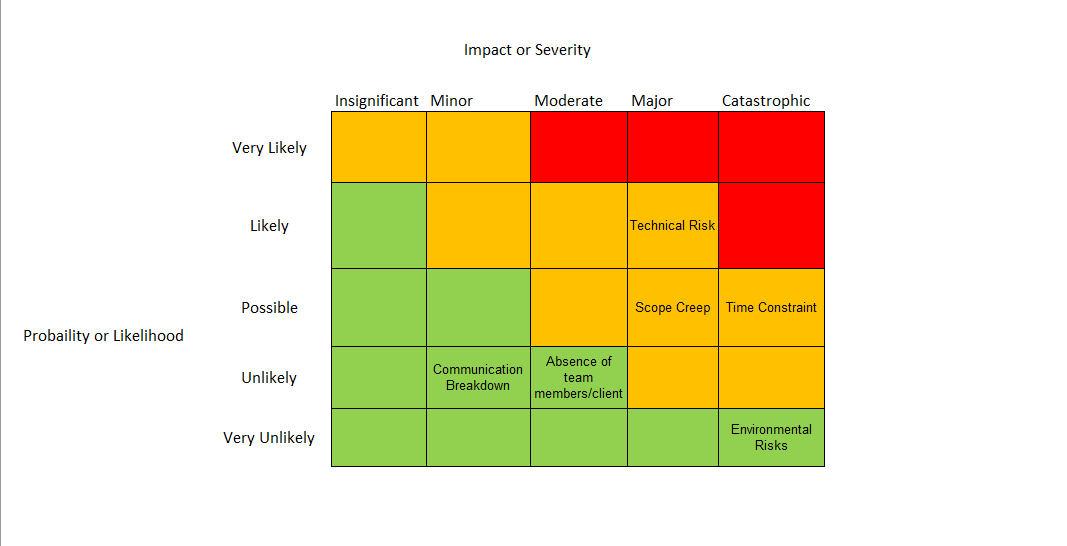 Impact or Severity
Insignificant Minor Moderate Major Catastrophic
Very Likely
Likely
Technical Risk
Possible
Scope Creep
Time Constraint
Probaility or Likelihood
Unlikely
Communication
Breakdown
Absence of
team
members/client
Very Unlikely
Environmental
Risks